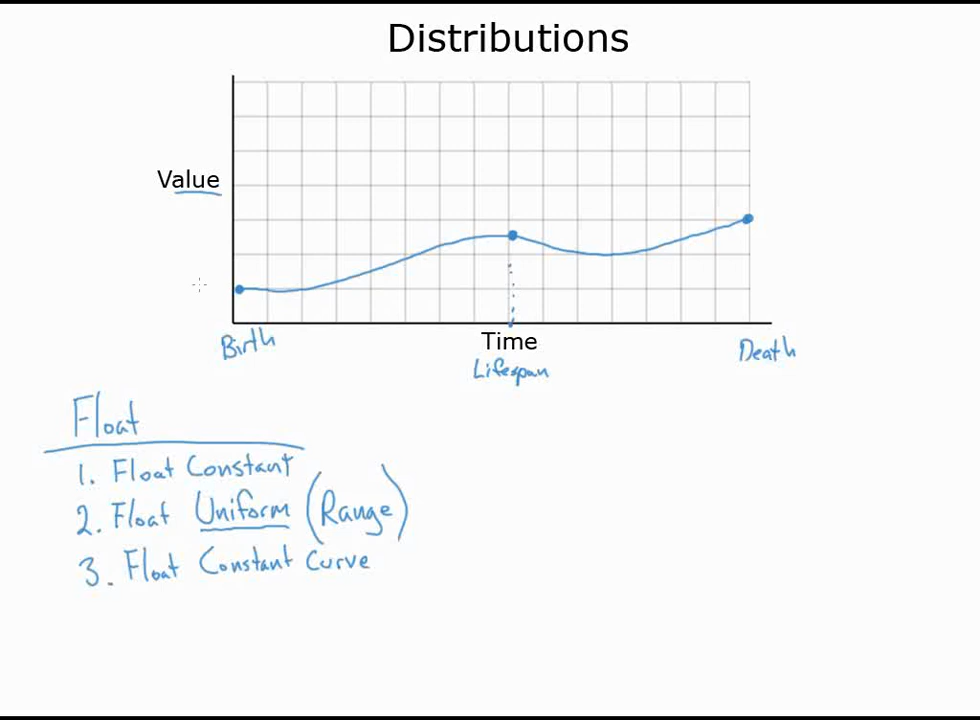 Distributions
Value
Birth
Time
Lifespan
Death
Float
1. Float Constant
2. Float Uniform (Range)
3. Float Constant Curve